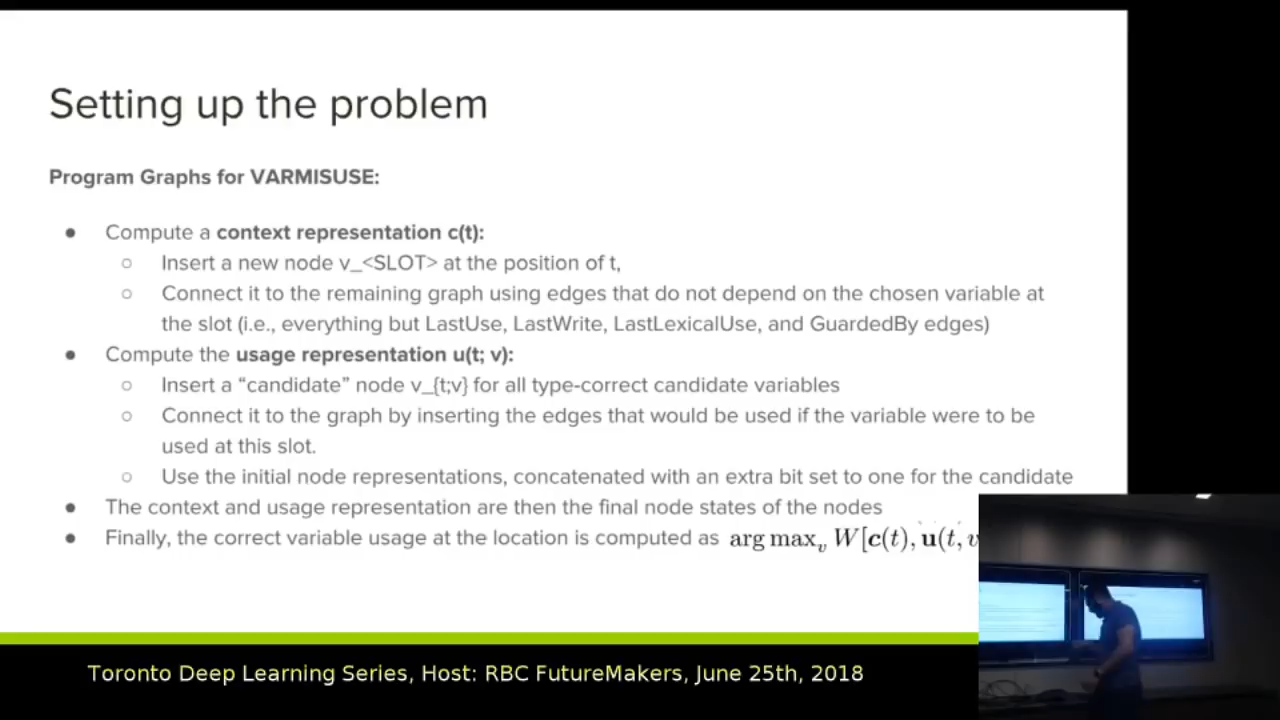 Setting up the problem
Program Graphs for VARMISUSE:
● Compute a context representation c(t):
○ Insert a new node v_<SLOT> at the position of t,
○ Connect it to the remaining graph using edges that do not depend on the chosen variable at
the slot (i.e., everything but LastUse, LastWrite, LastLexicalUse, and GuardedBy edges)
● Compute the usage representation u(t; v):
○ Insert a “candidate” node v_{t;v} for all type-correct candidate variables
○ Connect it to the graph by inserting the edges that would be used if the variable were to be
used at this slot.
○ Use the initial node representations, concatenated with an extra bit set to one for the candidate
● The context and usage representation are then the final node states of the nodes
● Finally, the correct variable usage at the location is computed as arg max_v W[c(t), u(t, v
Toronto Deep Learning Series, Host: RBC FutureMakers, June 25th, 2018